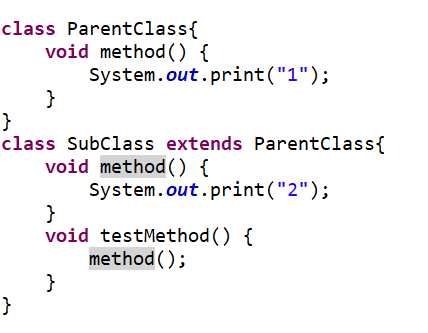 class ParentClass{
    void method() {
        System.out.print("1");
    }
}
class SubClass extends ParentClass{
    void method() {
        System.out.print("2");
    }
    void testMethod() {
        method();
    }
}